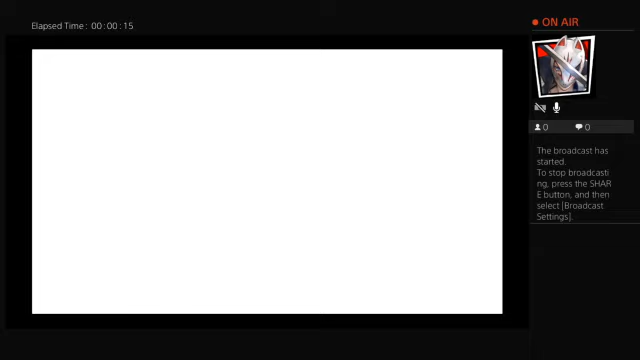 Elapsed Time: 00:00:15
ON AIR
0
0
The broadcast has
started.
To stop broadcasti
ng, press the SHAR
E button, and then
select [Broadcast
Settings].